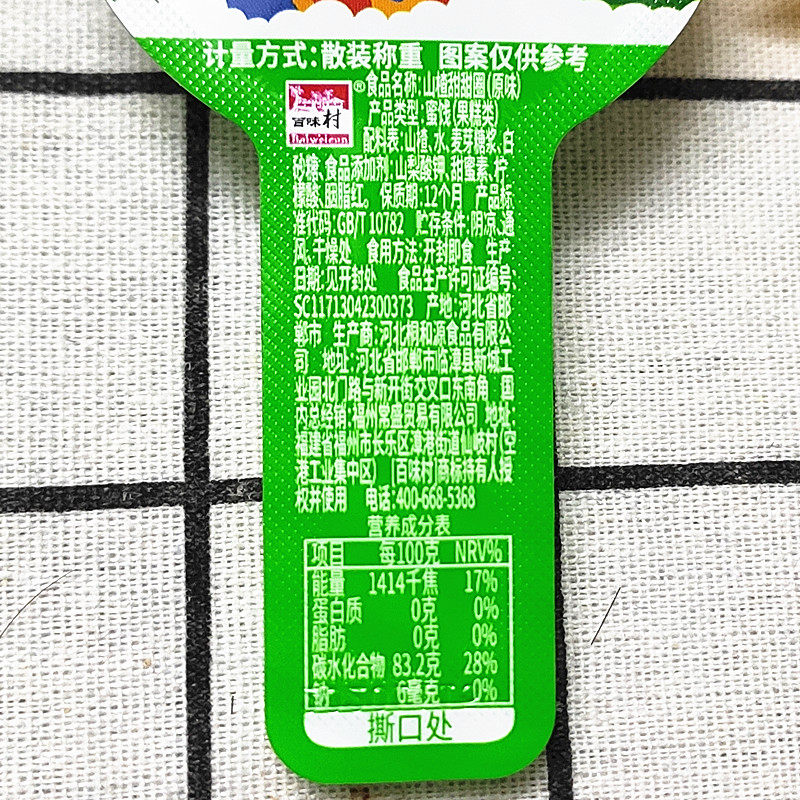 计量方式:散装称重 图案仅供参考
百味村
Baiweicun
®食品名称:山楂甜甜圈(原味)
产品类型:蜜饯(果糕类)
配料表:山楂、水、麦芽糖浆、白
砂糖、食品添加剂:山梨酸钾、甜蜜素、柠
檬酸、胭脂红。 保质期:12个月 产品标
准代码:GB/T 10782 贮存条件:阴凉、通
风、干燥处 食用方法:开封即食 生产
日期:见开封处 食品生产许可证编号:
SC11713042300373 产地:河北省邯
郸市 生产商:河北桐和源食品有限公
司 地址:河北省邯郸市临漳县新城工
业园北门路与新开街交叉口东南角 国
内总经销:福州常盛贸易有限公司 地址:
福建省福州市长乐区漳港街道仙岐村(空
港工业集中区) [百味村]商标持有人授
权并使用 电话:400-668-5368
营养成分表
项目 每100克 NRV%
能量 1414千焦 17%
蛋白质 0克 0%
脂肪 0克 0%
碳水化合物 83.2克 28%
钠 6毫克 0%
撕口处